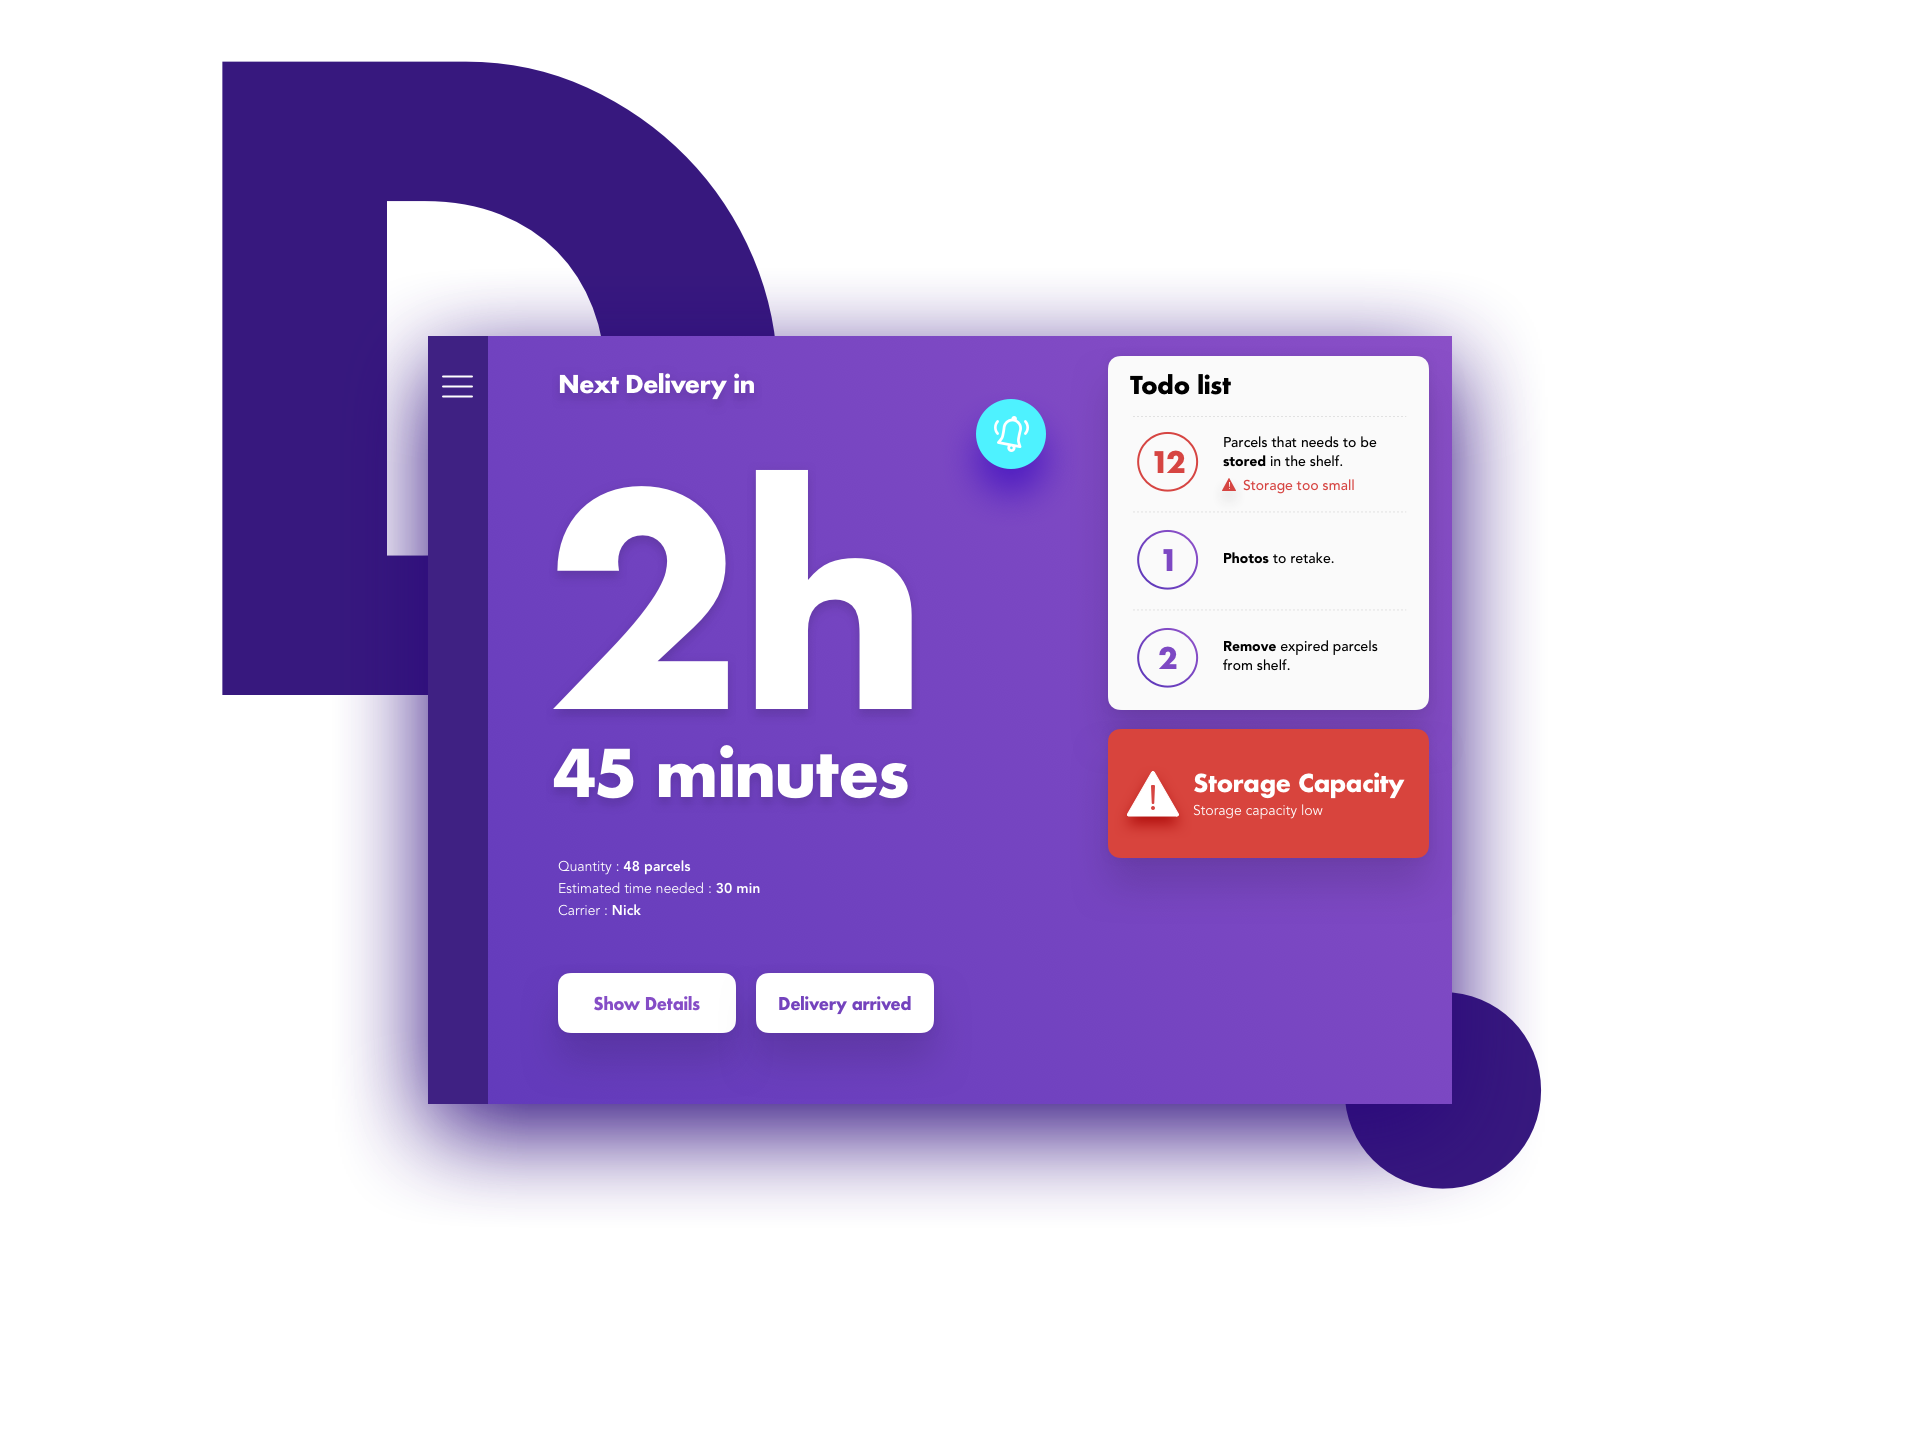 D.
Next Delivery in
2h
45 minutes
Quantity : 48 parcels
Estimated time needed : 30 min
Carrier : Nick
Show Details
Delivery arrived
Todo list
12
Parcels that needs to be
stored in the shelf.
Storage too small
1
Photos to retake.
2
Remove expired parcels
from shelf.
Storage Capacity
Storage capacity low